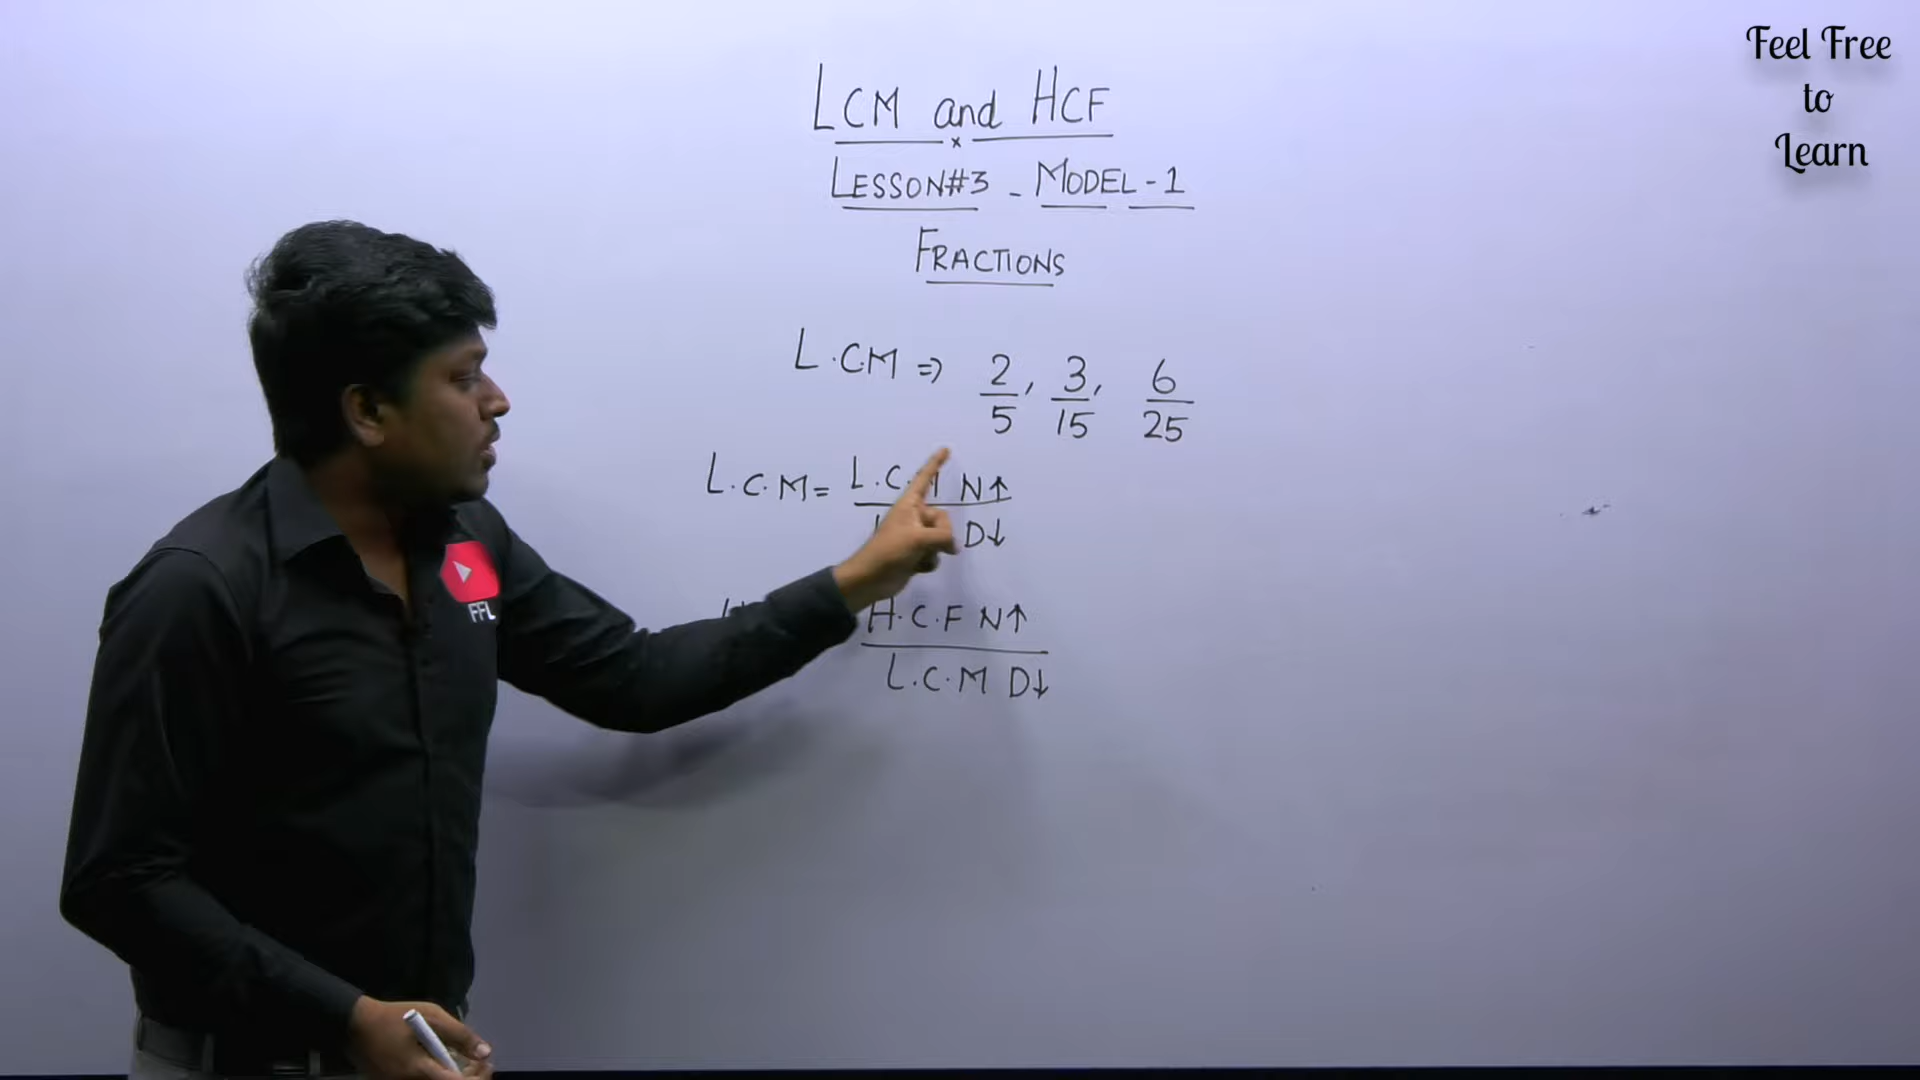 Feel Free
to
Learn
LCM and HCF
LESSON#3 - MODEL-1
FRACTIONS
L.CM ⇒ 2/5, 3/15, 6/25
L.C.M = L.C.M N↑
D↓
H.C.F N↑
L.C.M D↓
FFL